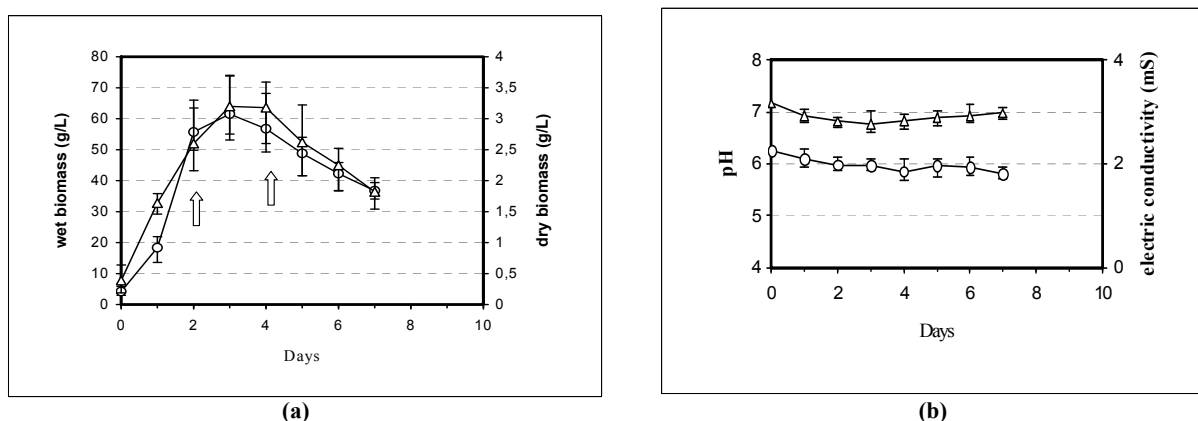 80
70
60
50
40
30
20
10
0
wet biomass (g/L)
4
3,5
3
2,5
2
1,5
1
0,5
0
dry biomass (g/L)
0 2 4 6 8 10
Days
(a)
8
7
6
5
4
pH
4
2
0
electric conductivity (mS)
0 2 4 6 8 10
Days
(b)